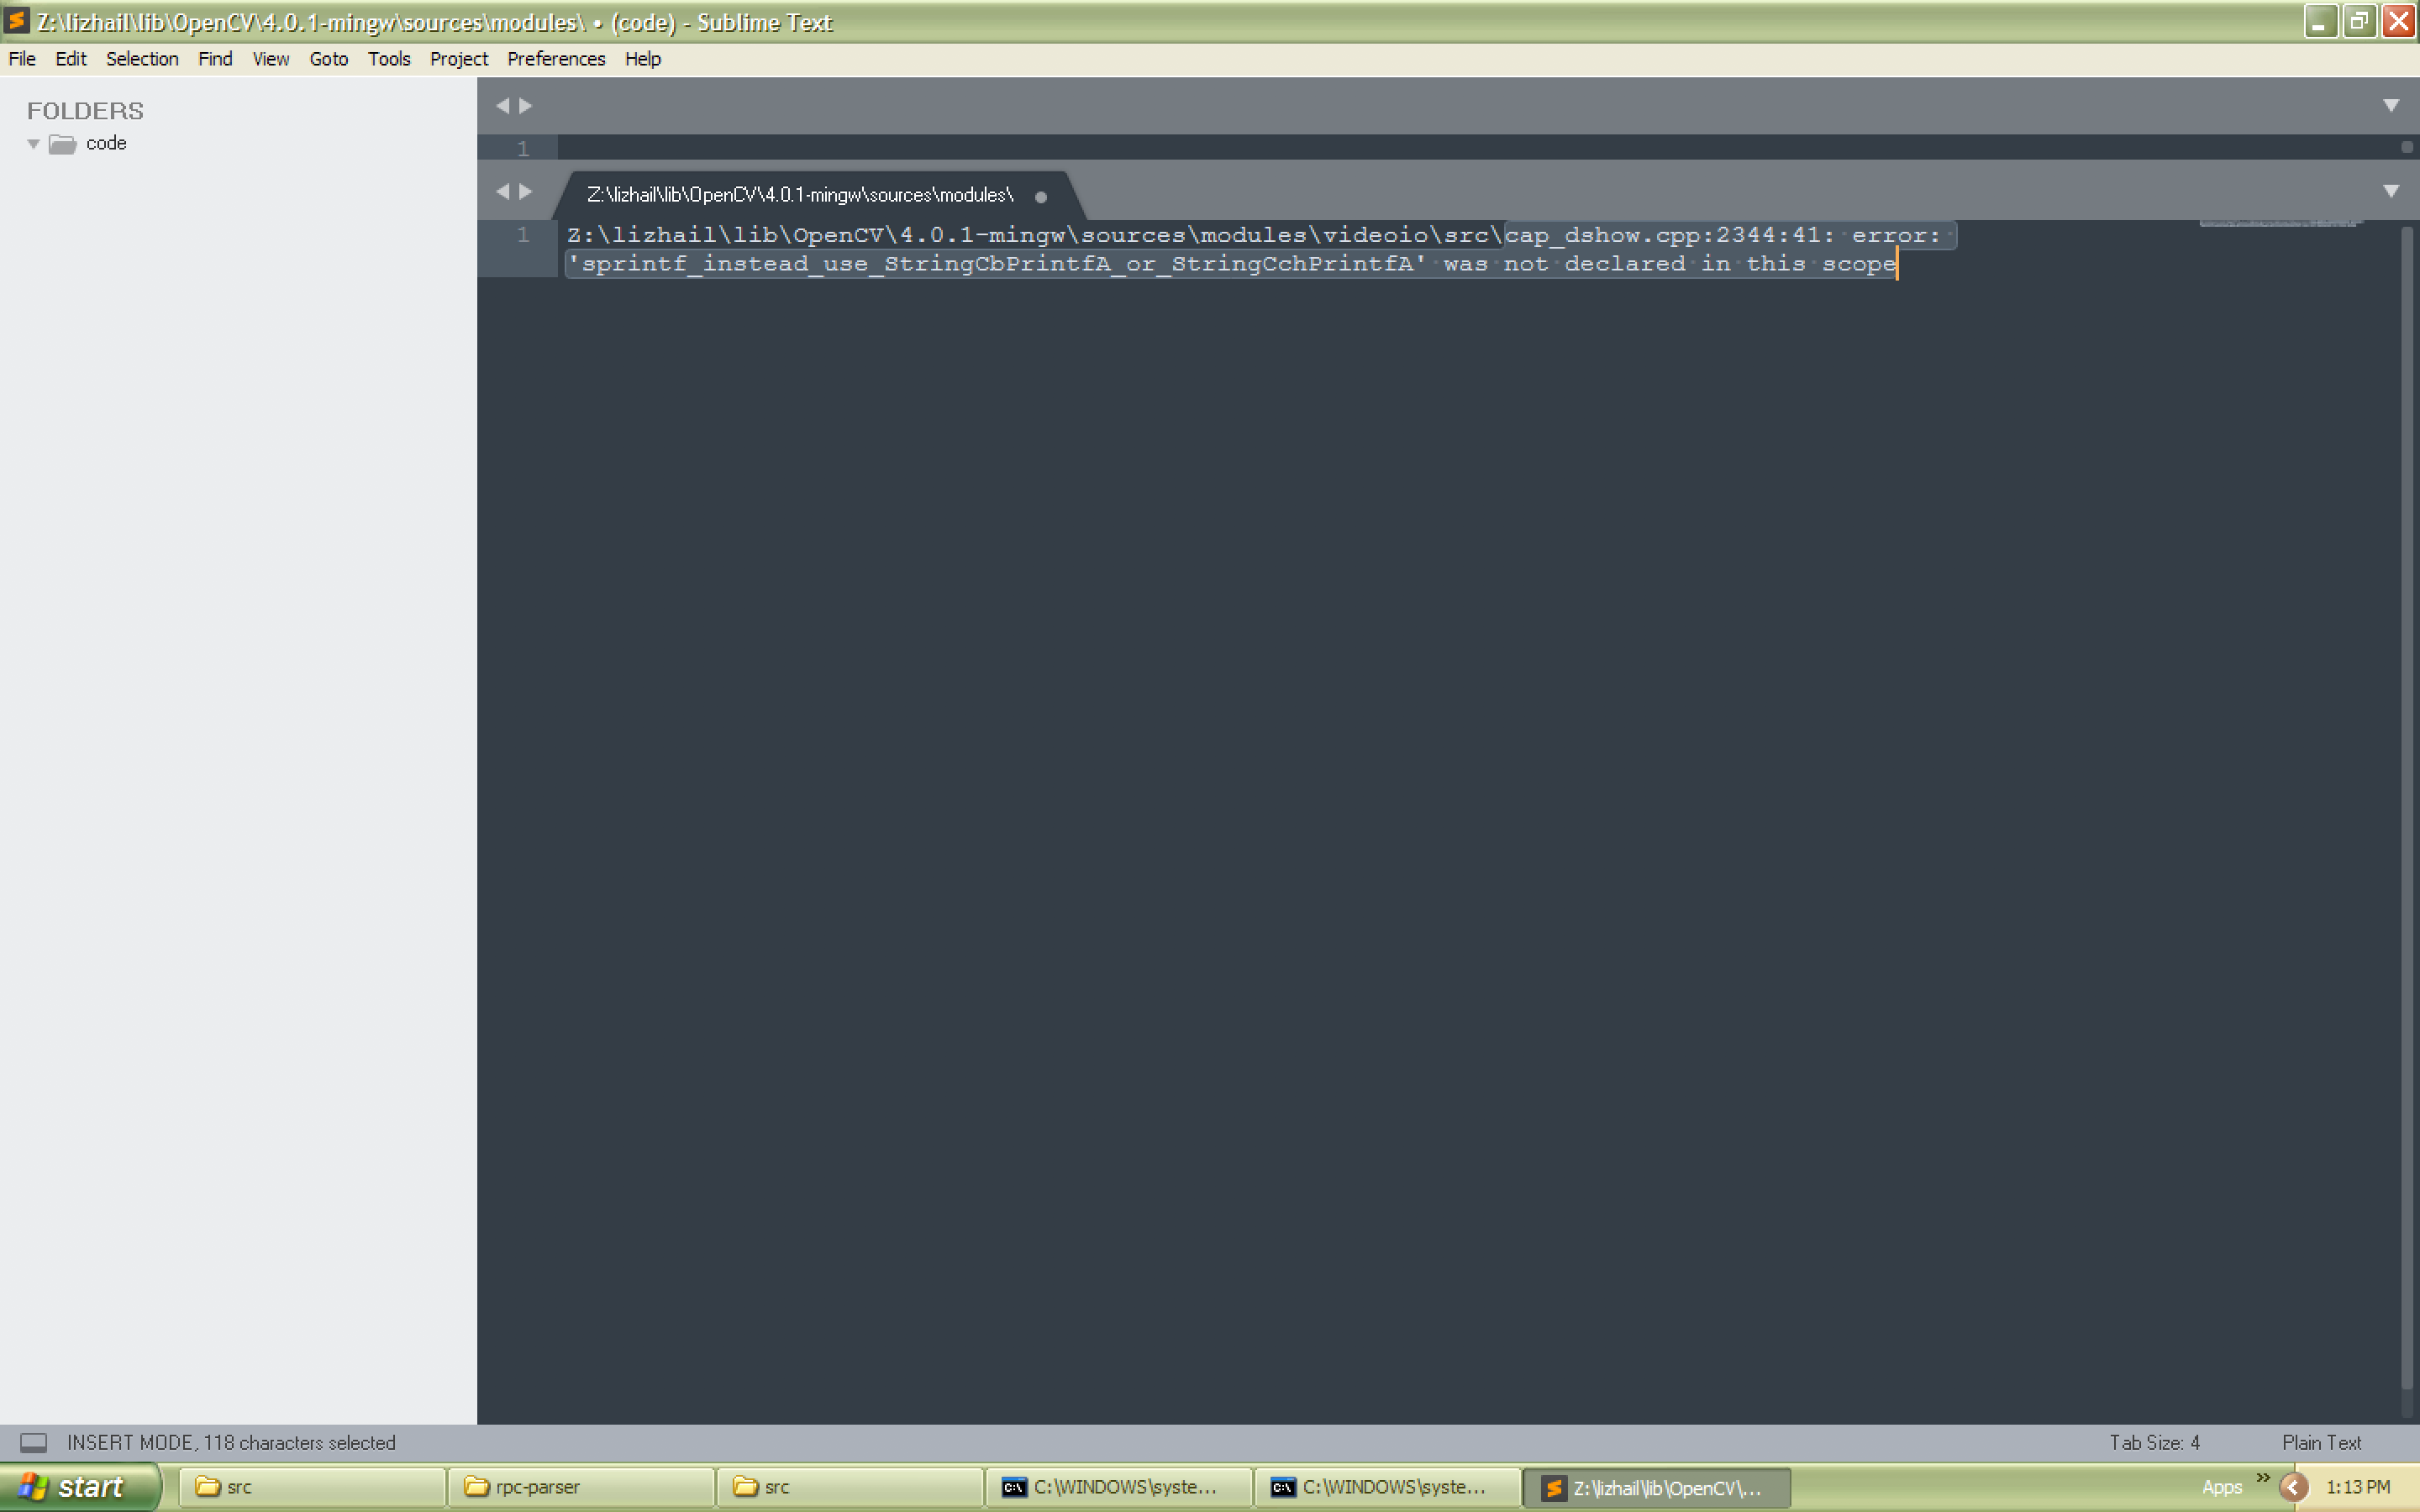 Z:\lizhail\lib\OpenCV\4.0.1-mingw\sources\modules\ • (code) - Sublime Text
File Edit Selection Find View Goto Tools Project Preferences Help
FOLDERS
code
1
Z:\lizhail\lib\OpenCV\4.0.1-mingw\sources\modules\
1 Z:\lizhail\lib\OpenCV\4.0.1-mingw\sources\modules\videoio\src\cap_dshow.cpp:2344:41: error:
'sprintf_instead_use_StringCbPrintfA_or_StringCchPrintfA' was not declared in this scope
INSERT MODE, 118 characters selected Tab Size: 4 Plain Text
start src rpc-parser src C:\WINDOWS\syste... C:\WINDOWS\syste... Z:\lizhail\lib\OpenCV\... Apps » 1:13 PM